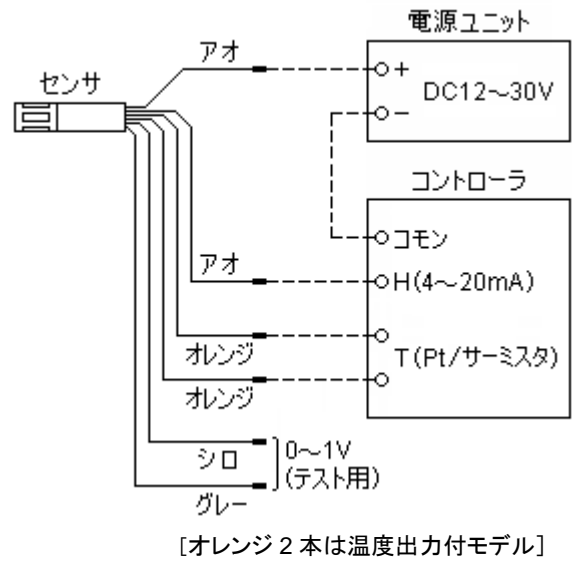 電源ユニット
アオ
+
DC12～30V
センサ
-
コントローラ
コモン
アオ
H(4～20mA)
オレンジ
T(Pt/サーミスタ)
オレンジ
シロ
0～1V
(テスト用)
グレー
[オレンジ 2 本は温度出力付モデル]